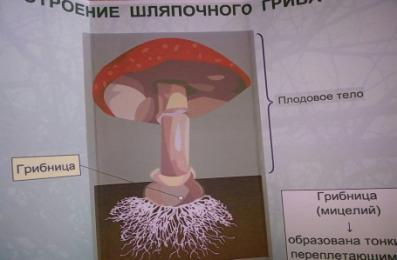 СТРОЕНИЕ ШЛЯПОЧНОГО ГРИБА
Плодовое тело
Грибница
Грибница
(мицелий)
↓
образована тонки
переплетающим